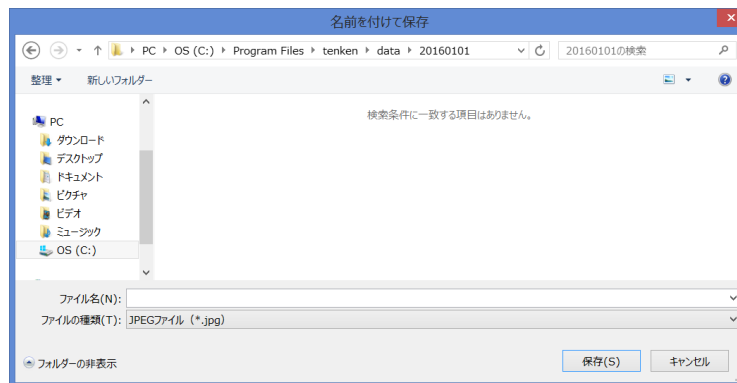 名前を付けて保存
PC OS (C:) Program Files tenken data 20160101 20160101の検索
整理 新しいフォルダー
検索条件に一致する項目はありません。
PC
ダウンロード
デスクトップ
ドキュメント
ピクチャ
ビデオ
ミュージック
OS (C:)
ファイル名(N):
ファイルの種類(T): JPEGファイル (*.jpg)
フォルダーの非表示 保存(S) キャンセル